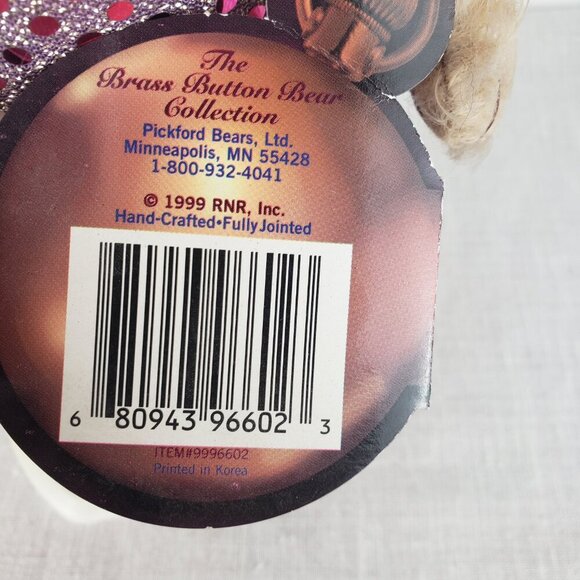 The
Brass Button Bear
Collection
Pickford Bears, Ltd.
Minneapolis, MN 55428
1-800-932-4041
© 1999 RNR, Inc.
Hand-Crafted•Fully Jointed
6 80943 96602 3
ITEM#9996602
Printed in Korea